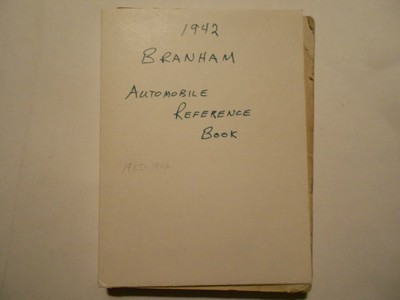 1942
BRANHAM
AUTOMOBILE
REFERENCE
BOOK